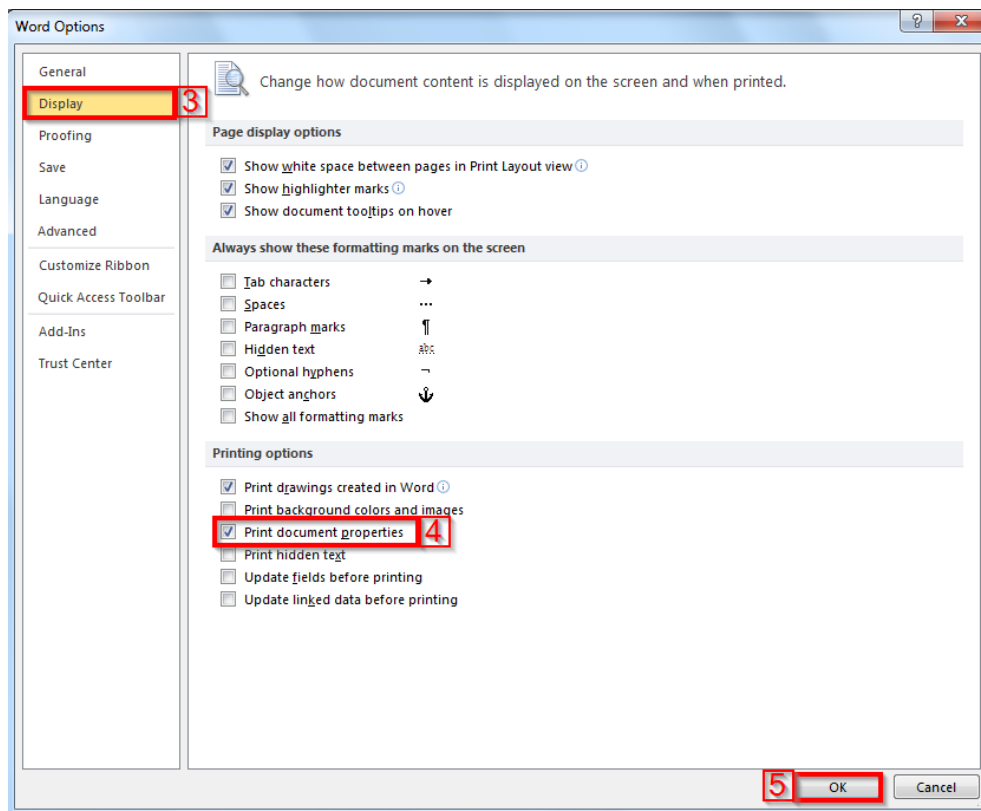 Word Options
General
Display 3
Proofing
Save
Language
Advanced
Customize Ribbon
Quick Access Toolbar
Add-Ins
Trust Center
Change how document content is displayed on the screen and when printed.
Page display options
Show white space between pages in Print Layout view
Show highlighter marks
Show document tooltips on hover
Always show these formatting marks on the screen
Tab characters →
Spaces ···
Paragraph marks ¶
Hidden text abc
Optional hyphens ¬
Object anchors
Show all formatting marks
Printing options
Print drawings created in Word
Print background colors and images
Print document properties 4
Print hidden text
Update fields before printing
Update linked data before printing
5 OK Cancel